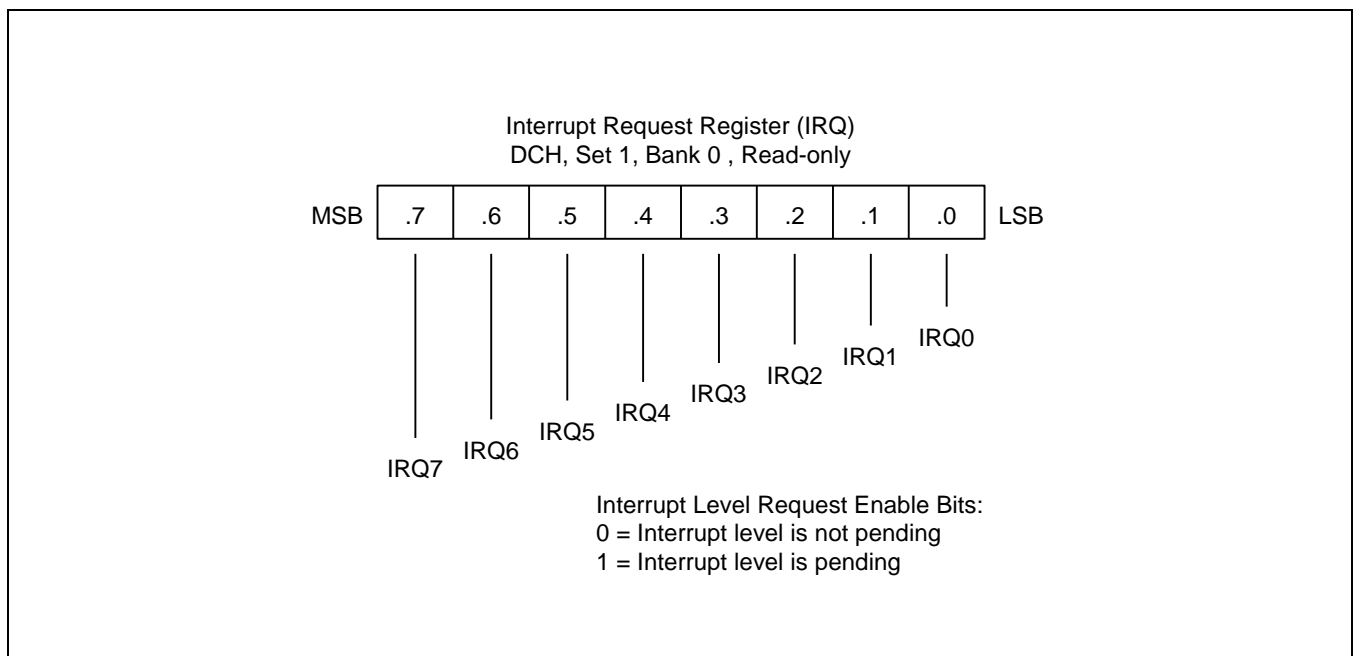 Interrupt Request Register (IRQ)
DCH, Set 1, Bank 0 , Read-only
MSB .7 .6 .5 .4 .3 .2 .1 .0 LSB
IRQ0
IRQ1
IRQ2
IRQ3
IRQ4
IRQ5
IRQ6
IRQ7
Interrupt Level Request Enable Bits:
0 = Interrupt level is not pending
1 = Interrupt level is pending